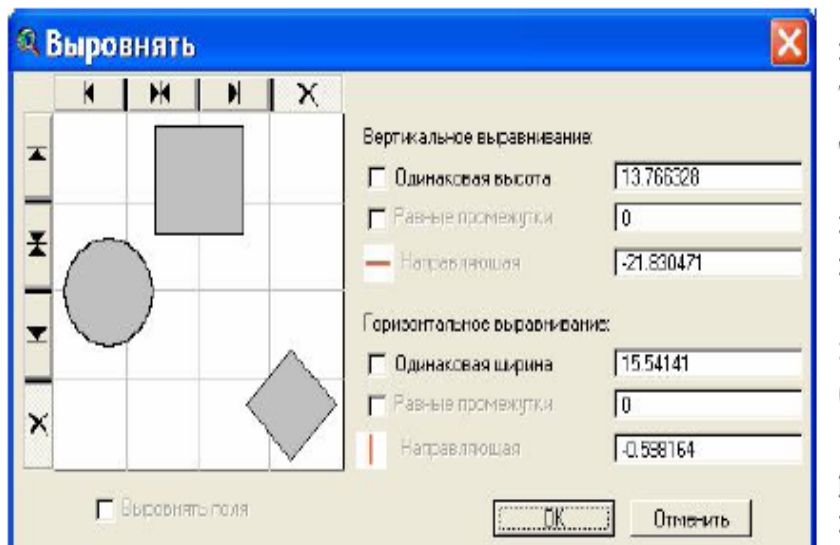 Выровнять
Вертикальное выравнивание:
Одинаковая высота 13.766328
Равные промежутки 0
Направляющая -21.830471
Горизонтальное выравнивание:
Одинаковая ширина 15.54141
Равные промежутки 0
Направляющая -0.598164
Выровнять поля
OK Отменить